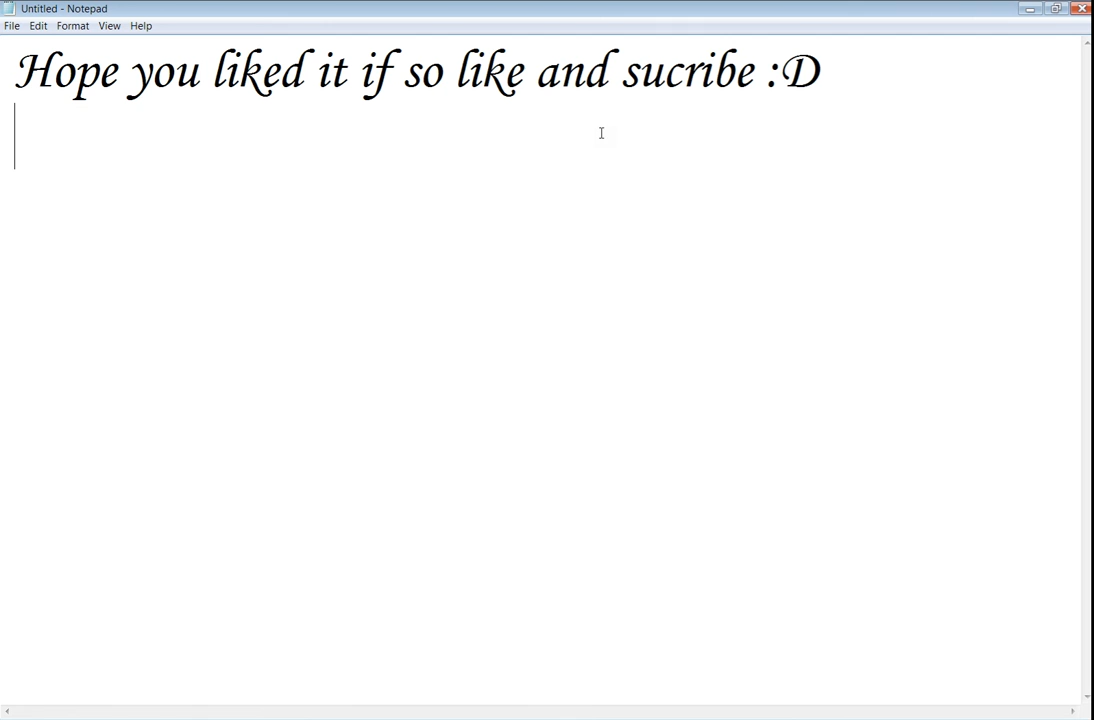 Untitled - Notepad
File Edit Format View Help
Hope you liked it if so like and sucribe :D